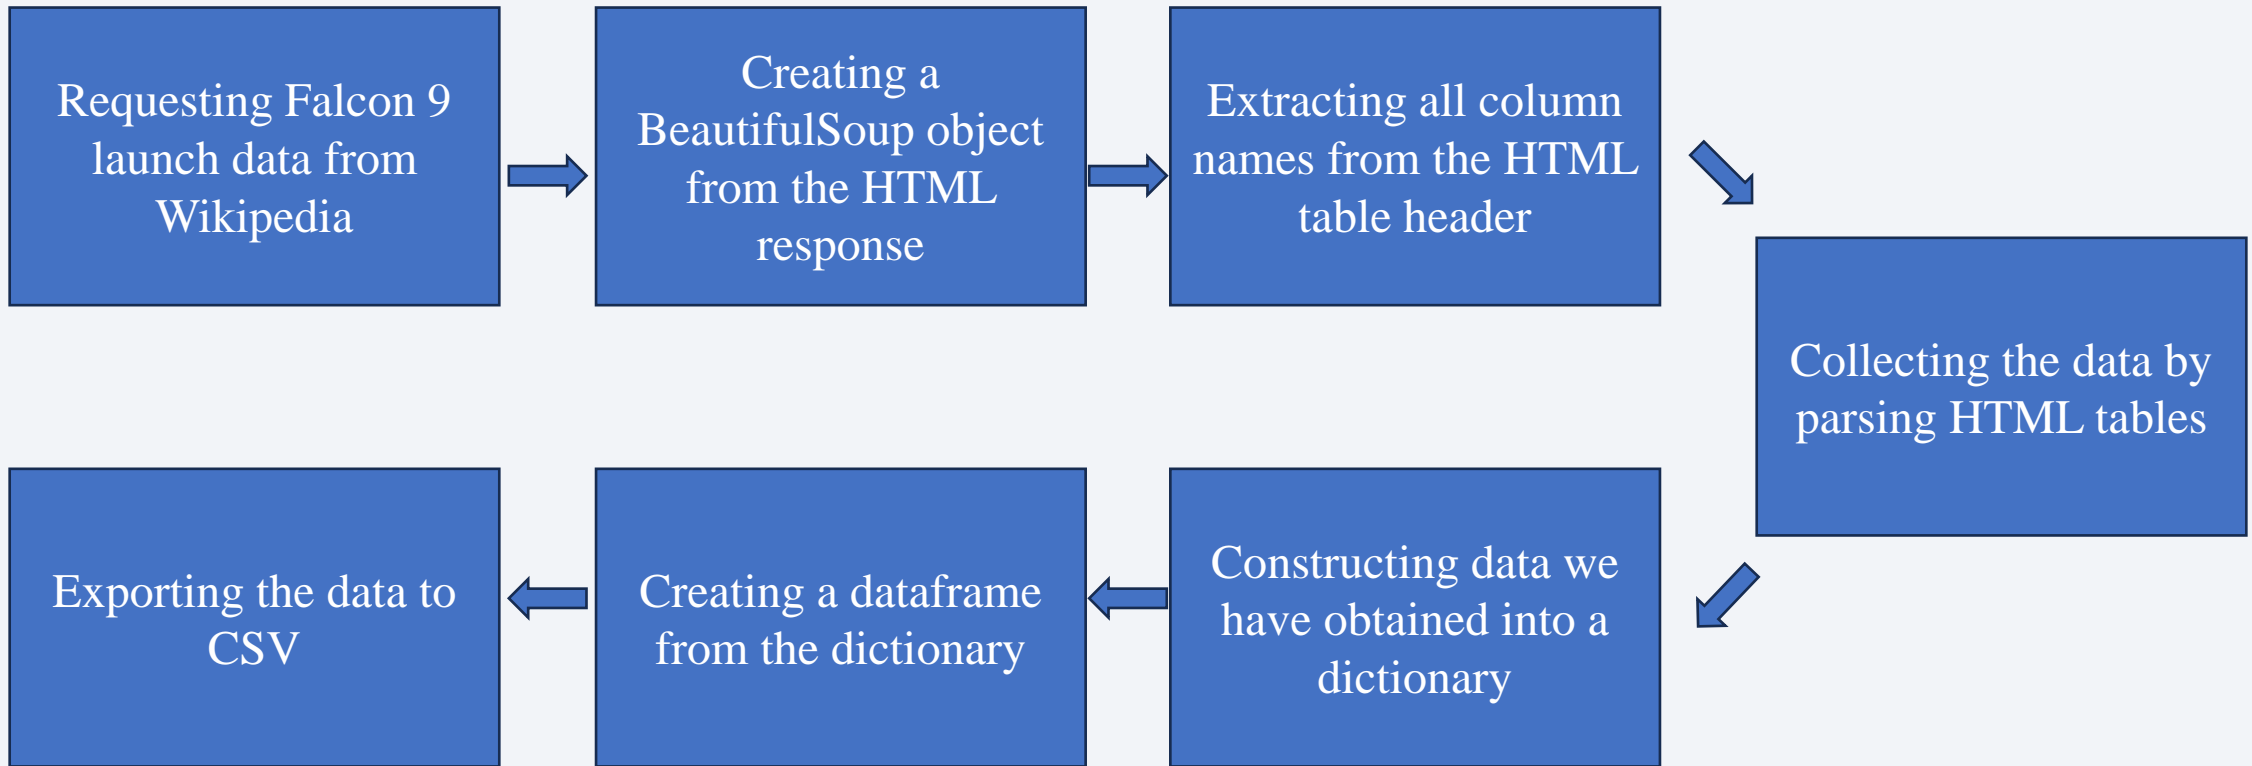 Requesting Falcon 9
launch data from
Wikipedia
Creating a
BeautifulSoup object
from the HTML
response
Extracting all column
names from the HTML
table header
Collecting the data by
parsing HTML tables
Constructing data we
have obtained into a
dictionary
Creating a dataframe
from the dictionary
Exporting the data to
CSV